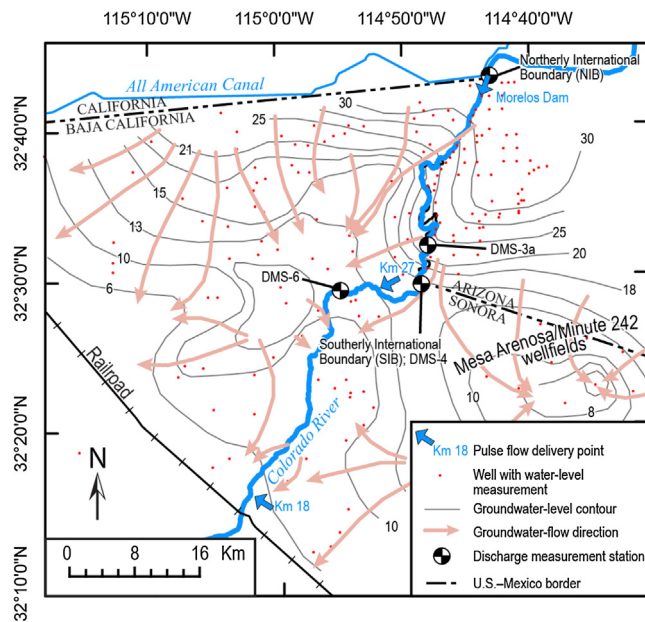 115°10'0"W 115°0'0"W 114°50'0"W 114°40'0"W
Northerly International
Boundary (NIB)
All American Canal
Morelos Dam
CALIFORNIA
BAJA CALIFORNIA
32°40'0"N
32°30'0"N
32°20'0"N
32°10'0"N
30
25
21
15
13
10
6
30
25
20
18
DMS-3a
Km 27
DMS-6
ARIZONA
SONORA
Southerly International
Boundary (SIB); DMS-4
Mesa Arenosa/Minute 242
wellfields
10
8
Railroad
Colorado River
Km 18
10
N
0 8 16 Km
Km 18 Pulse flow delivery point
Well with water-level
measurement
Groundwater-level contour
Groundwater-flow direction
Discharge measurement station
U.S.–Mexico border